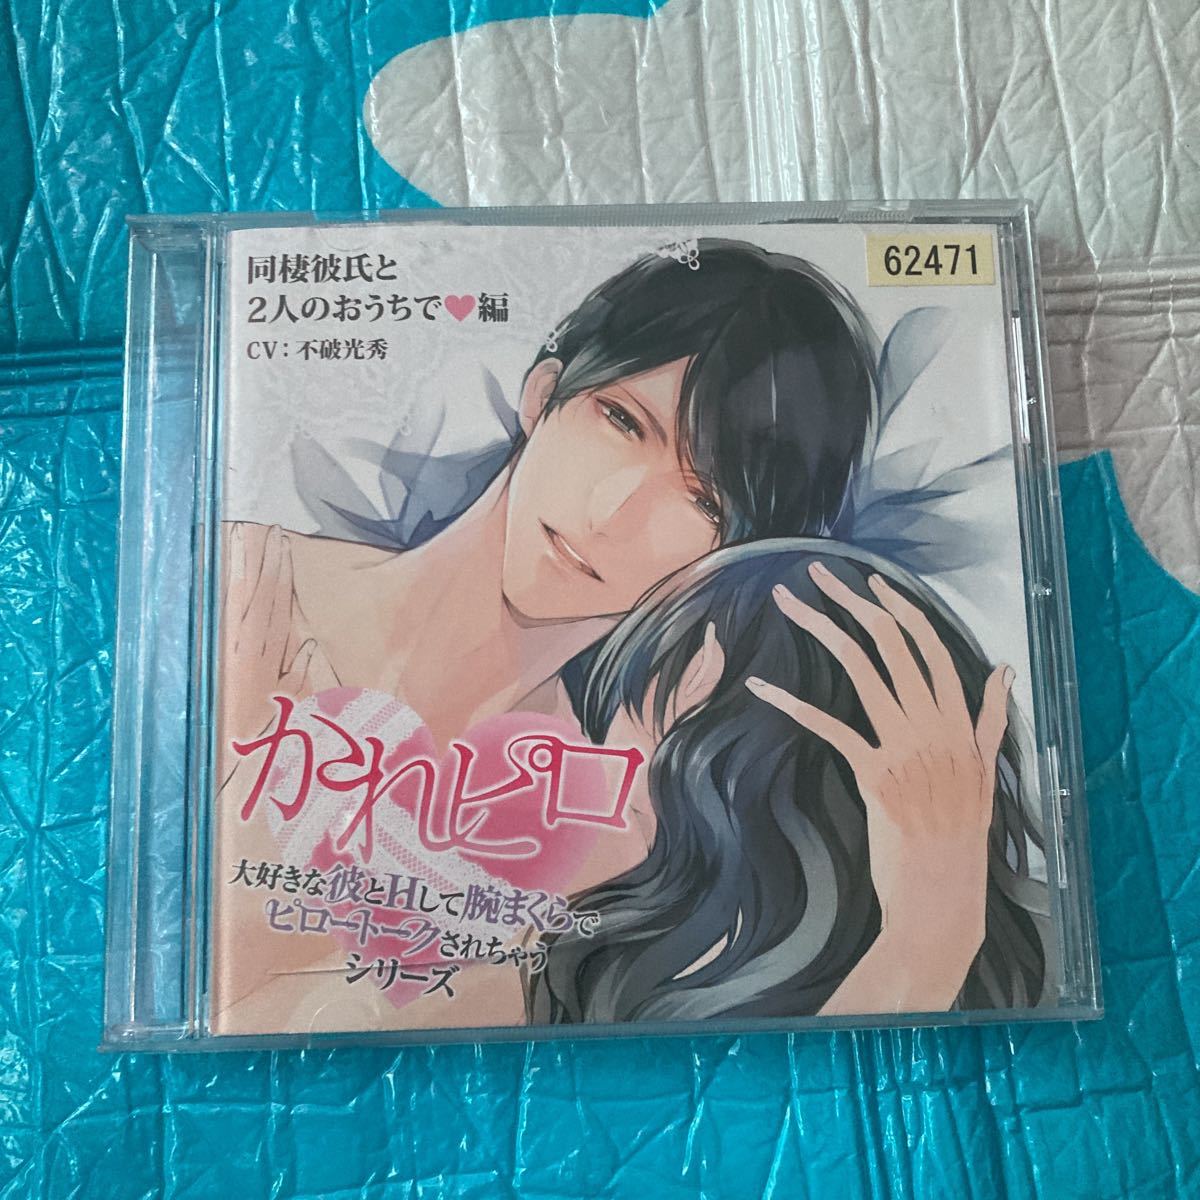 同棲彼氏と
2人のおうちで♥編
CV：不破光秀
62471
かれピロ
大好きな彼とHして腕まくらで
ピロートークされちゃう
シリーズ